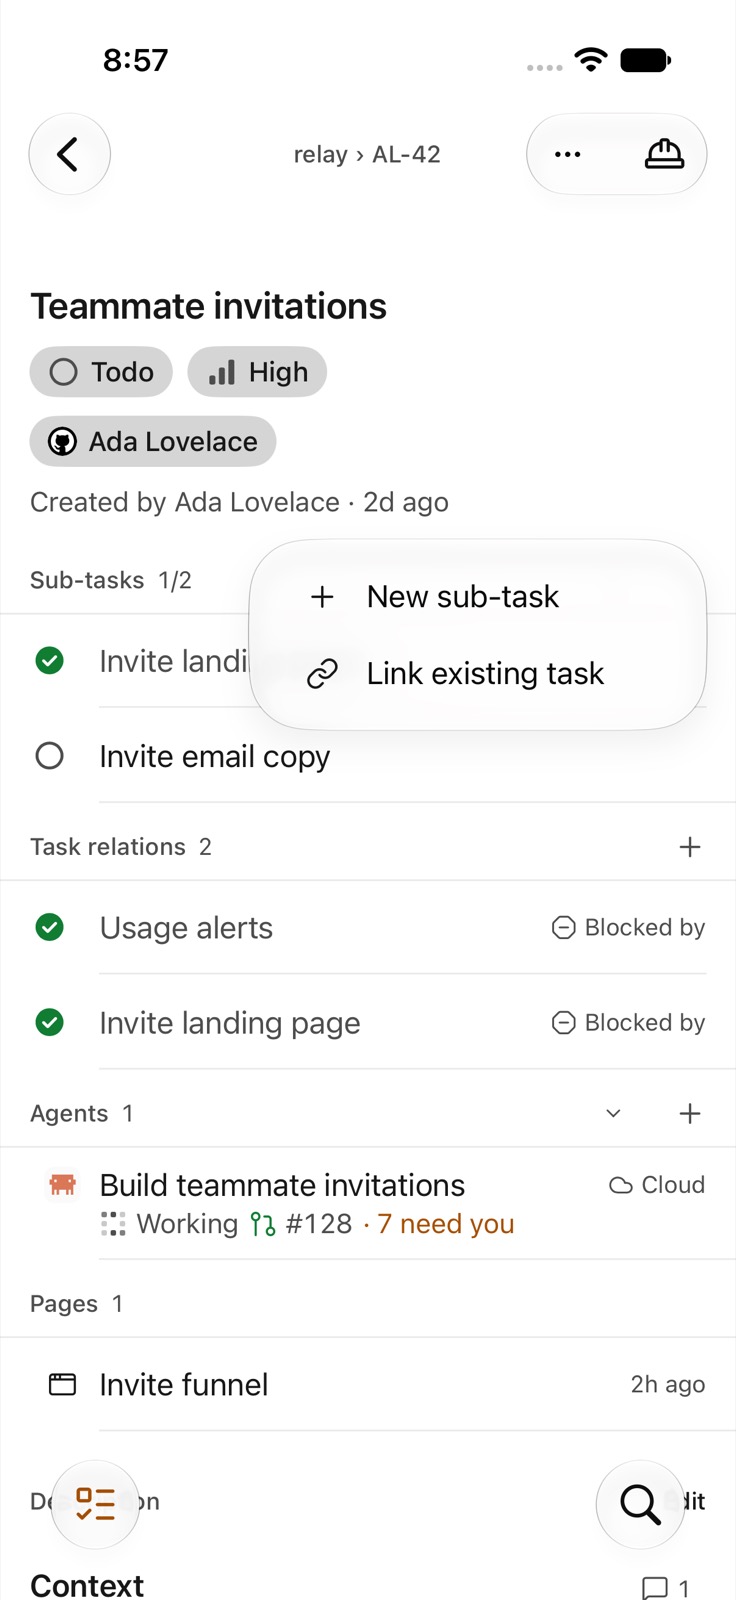 8:57
relay › AL-42
Teammate invitations
Todo
High
Ada Lovelace
Created by Ada Lovelace · 2d ago
Sub-tasks 1/2
New sub-task
Invite landi
Link existing task
Invite email copy
Task relations 2
Usage alerts
Blocked by
Invite landing page
Blocked by
Agents 1
Build teammate invitations
Cloud
Working #128 · 7 need you
Pages 1
Invite funnel
2h ago
Context
1